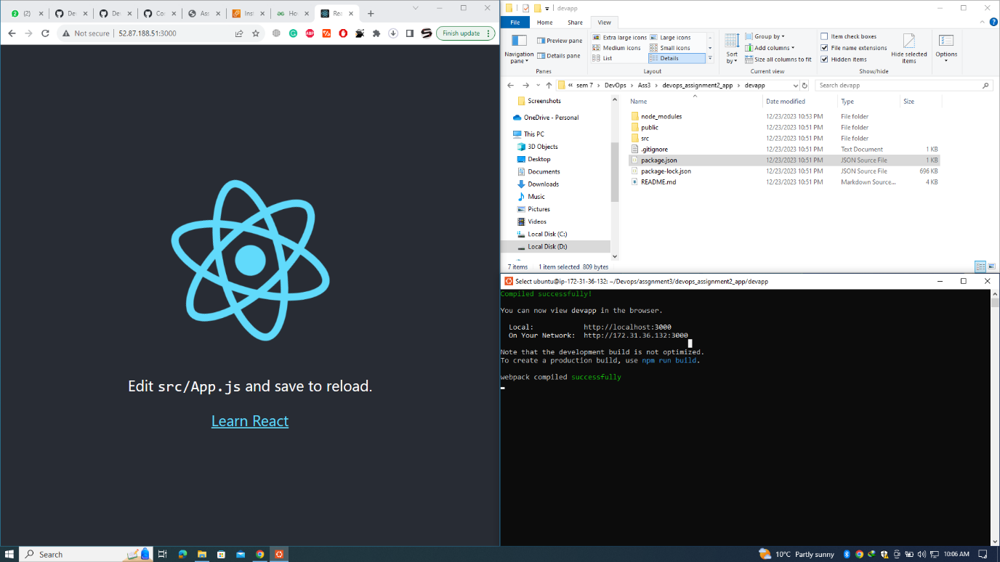 (2)
De
De
Co
Ass
Inst
Ho
Rea
Not secure
52.87.188.51:3000
Finish update
Edit src/App.js and save to reload.
Learn React
devapp
File
Home
Share
View
Navigation pane
Preview pane
Details pane
Panes
Extra large icons
Large icons
Medium icons
Small icons
List
Details
Layout
Sort by
Group by
Add columns
Size all columns to fit
Current view
Item check boxes
File name extensions
Hidden items
Hide selected items
Show/hide
Options
« sem 7 > DevOps > Ass3 > devops_assignment2_app > devapp
Search devapp
Screenshots
OneDrive - Personal
This PC
3D Objects
Desktop
Documents
Downloads
Music
Pictures
Videos
Local Disk (C:)
Local Disk (D:)
Name Date modified Type Size
node_modules 12/23/2023 10:53 PM File folder
public 12/23/2023 10:51 PM File folder
src 12/23/2023 10:51 PM File folder
.gitignore 12/23/2023 10:51 PM Text Document 1 KB
package.json 12/23/2023 10:51 PM JSON Source File 1 KB
package-lock.json 12/23/2023 10:51 PM JSON Source File 696 KB
README.md 12/23/2023 10:51 PM Markdown Source... 4 KB
7 items 1 item selected 809 bytes
Select ubuntu@ip-172-31-36-132: ~/Devops/assgnment3/devops_assignment2_app/devapp
Compiled successfully!
You can now view devapp in the browser.
Local: http://localhost:3000
On Your Network: http://172.31.36.132:3000
Note that the development build is not optimized.
To create a production build, use npm run build.
webpack compiled successfully
Search
10°C Partly sunny
10:06 AM